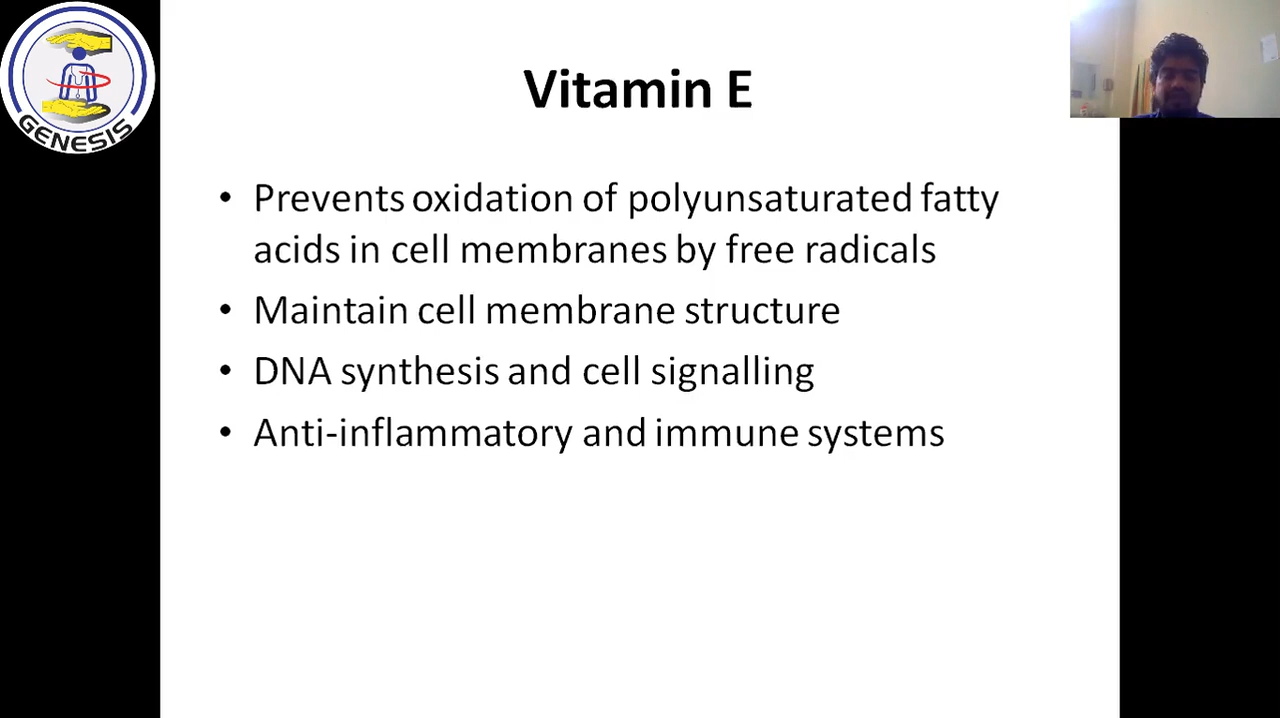 GENESIS
Vitamin E
• Prevents oxidation of polyunsaturated fatty
acids in cell membranes by free radicals
• Maintain cell membrane structure
• DNA synthesis and cell signalling
• Anti-inflammatory and immune systems